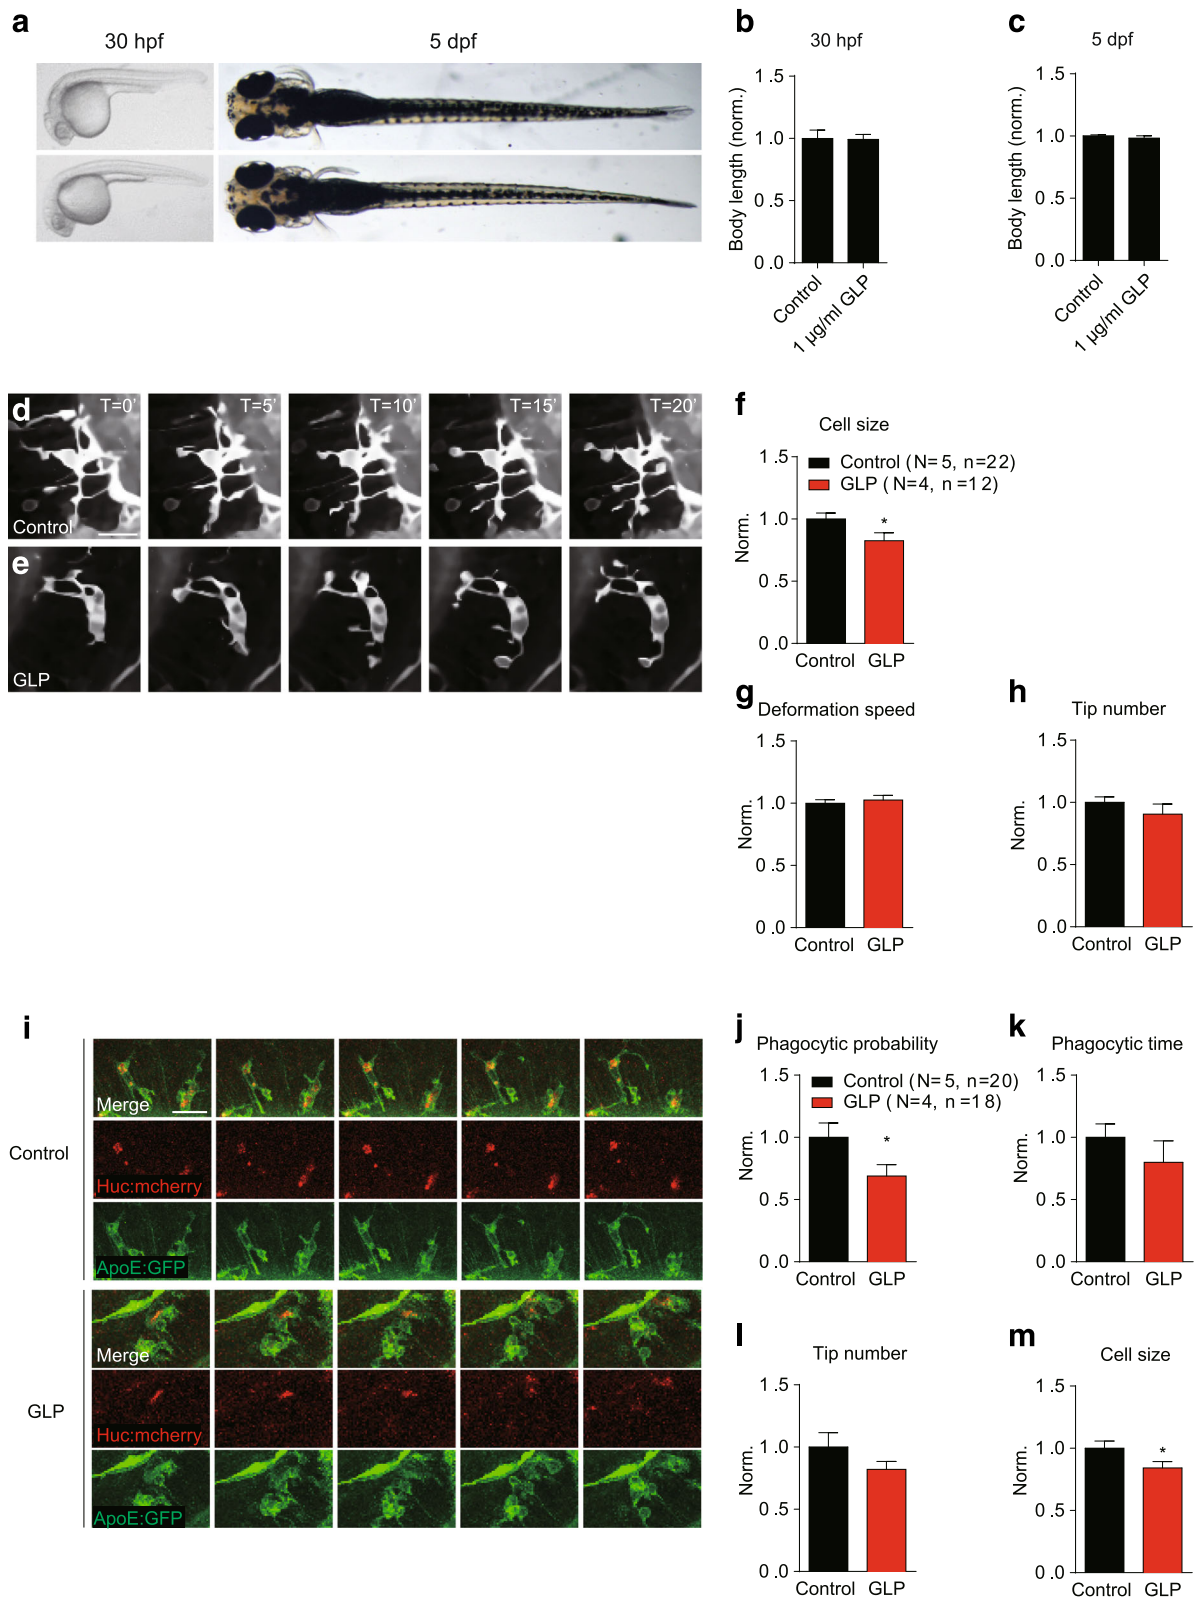 a
30 hpf
5 dpf
b
30 hpf
Body length (norm.)
1.5
1.0
0.5
0 .0
Control
1 µg/ml GLP
c
5 dpf
Body length (norm.)
1.5
1.0
0.5
0 .0
Control
1 µg/ml GLP
d
T=0'
T=5'
T=10'
T=15'
T=20'
Control
e
GLP
f
Cell size
Control (N=5, n=22)
GLP (N=4, n=12)
Norm.
1.5
1.0
0.5
0 .0
*
Control
GLP
g
Deformation speed
Norm.
1.5
1.0
0.5
0 .0
Control
GLP
h
Tip number
Norm.
1.5
1.0
0.5
0 .0
Control
GLP
i
Control
Merge
Huc:mcherry
ApoE:GFP
GLP
Merge
Huc:mcherry
ApoE:GFP
j
Phagocytic probability
Control (N=5, n=20)
GLP (N=4, n=18)
Norm.
1.5
1.0
0.5
0 .0
*
Control
GLP
k
Phagocytic time
Norm.
1.5
1.0
0.5
0 .0
Control
GLP
l
Tip number
Norm.
1.5
1.0
0.5
0 .0
Control
GLP
m
Cell size
Norm.
1.5
1.0
0.5
0 .0
*
Control
GLP